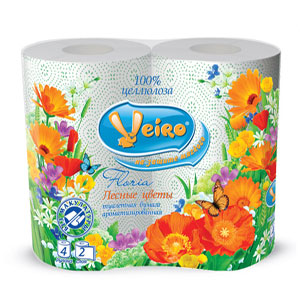 100%
целлюлоза
Veiro®
Floria
Лесные цветы
туалетная бумага
ароматизированная
4
2